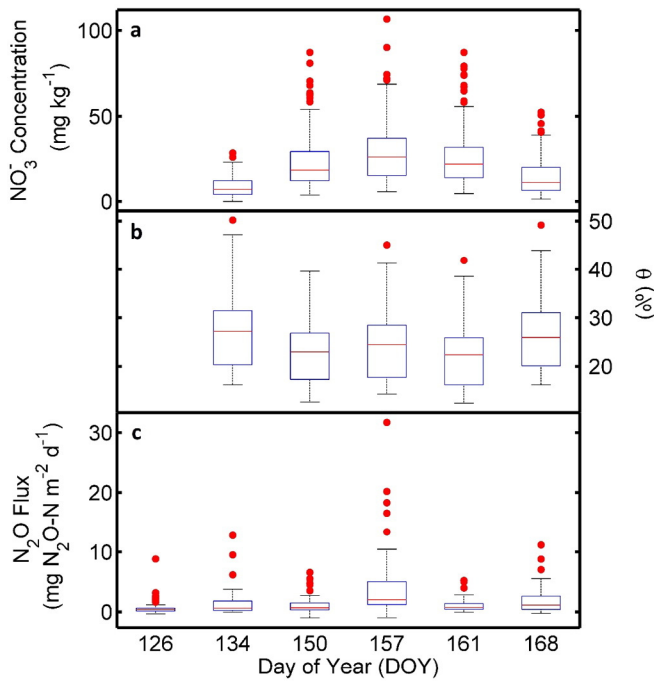 a
100
50
0
NO₃⁻ Concentration
(mg kg⁻¹)
b
50
40
30
20
θ (%)
c
30
20
10
0
N₂O Flux
(mg N₂O-N m⁻² d⁻¹)
126 134 150 157 161 168
Day of Year (DOY)